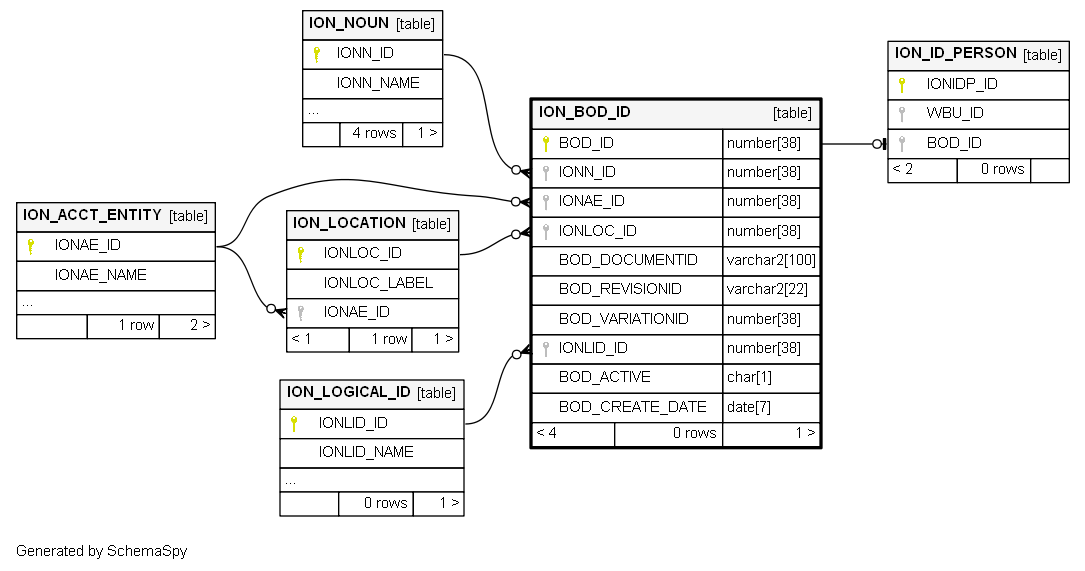 ION_NOUN [table]
IONN_ID
IONN_NAME
...
4 rows 1 >
ION_ID_PERSON [table]
IONIDP_ID
WBU_ID
BOD_ID
< 2 0 rows
ION_BOD_ID [table]
BOD_ID number[38]
IONN_ID number[38]
IONAE_ID number[38]
IONLOC_ID number[38]
BOD_DOCUMENTID varchar2[100]
BOD_REVISIONID varchar2[22]
BOD_VARIATIONID number[38]
IONLID_ID number[38]
BOD_ACTIVE char[1]
BOD_CREATE_DATE date[7]
< 4 0 rows 1 >
ION_ACCT_ENTITY [table]
IONAE_ID
IONAE_NAME
...
1 row 2 >
ION_LOCATION [table]
IONLOC_ID
IONLOC_LABEL
IONAE_ID
< 1 1 row 1 >
ION_LOGICAL_ID [table]
IONLID_ID
IONLID_NAME
...
0 rows 1 >
Generated by SchemaSpy